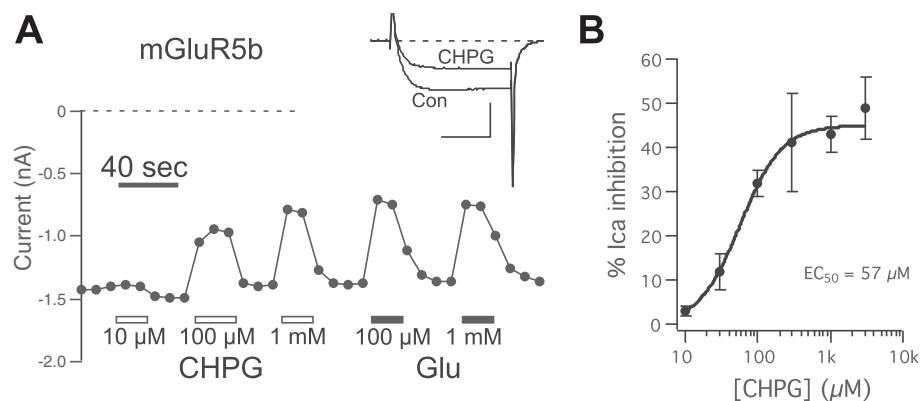 A
mGluR5b
CHPG
Con
0
-0.5
-1.0
-1.5
-2.0
Current (nA)
40 sec
10 µM
100 µM
1 mM
100 µM
1 mM
CHPG
Glu
B
60
50
40
30
20
10
0
% Ica inhibition
EC50 = 57 µM
10
100
1k
10k
[CHPG] (µM)